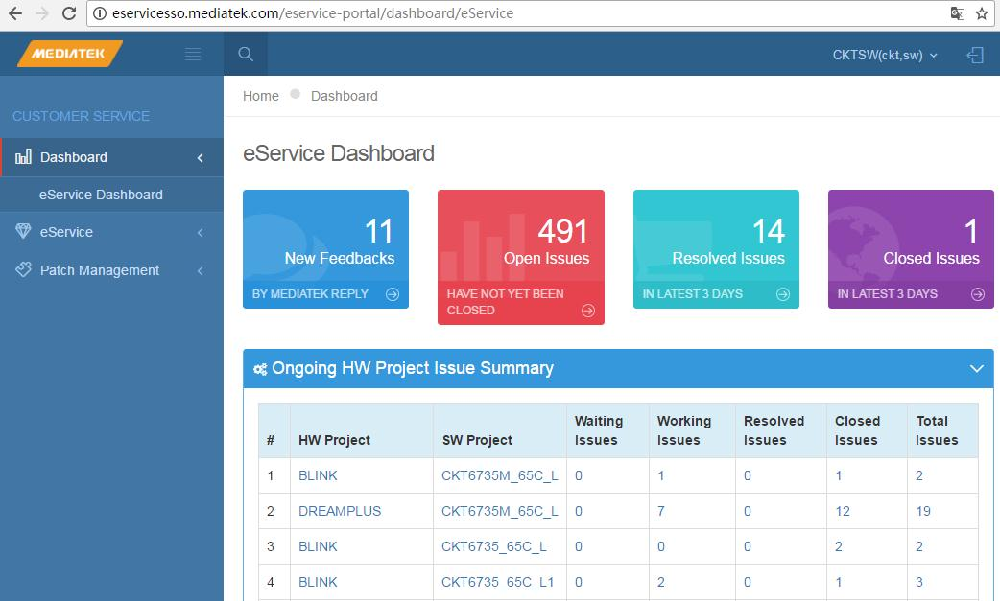 eservicesso.mediatek.com/eservice-portal/dashboard/eService
MEDIATEK
CKTSW(ckt,sw)
CUSTOMER SERVICE
Dashboard
eService Dashboard
eService
Patch Management
Home Dashboard
eService Dashboard
11
New Feedbacks
BY MEDIATEK REPLY
491
Open Issues
HAVE NOT YET BEEN
CLOSED
14
Resolved Issues
IN LATEST 3 DAYS
1
Closed Issues
IN LATEST 3 DAYS
Ongoing HW Project Issue Summary
# HW Project SW Project Waiting Issues Working Issues Resolved Issues Closed Issues Total Issues
1 BLINK CKT6735M_65C_L 0 1 0 1 2
2 DREAMPLUS CKT6735M_65C_L 0 7 0 12 19
3 BLINK CKT6735_65C_L 0 0 0 2 2
4 BLINK CKT6735_65C_L1 0 2 0 1 3